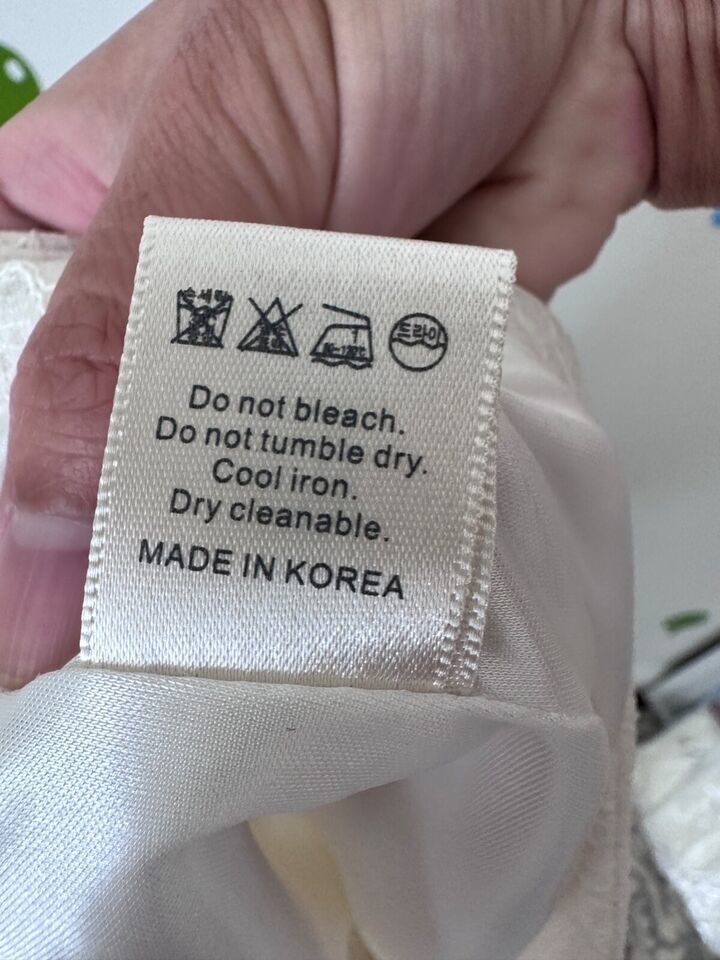 손세탁
드라이
Do not bleach.
Do not tumble dry.
Cool iron.
Dry cleanable.
MADE IN KOREA